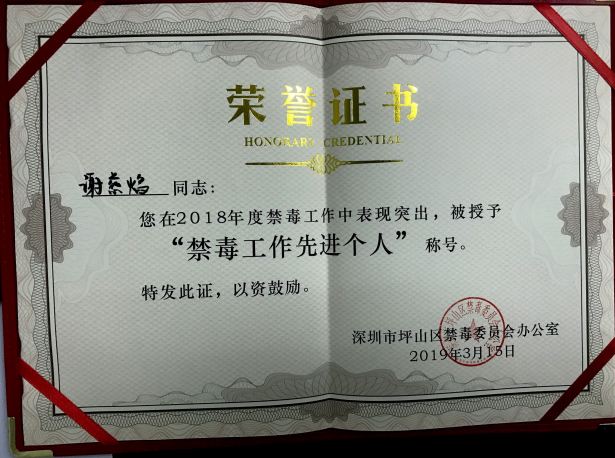 荣誉证书
HONORARY CREDENTIAL
谢素焰 同志：
您在2018年度禁毒工作中表现突出，被授予
“禁毒工作先进个人” 称号。
特发此证，以资鼓励。
深圳市坪山区禁毒委员会办公室
2019年3月15日